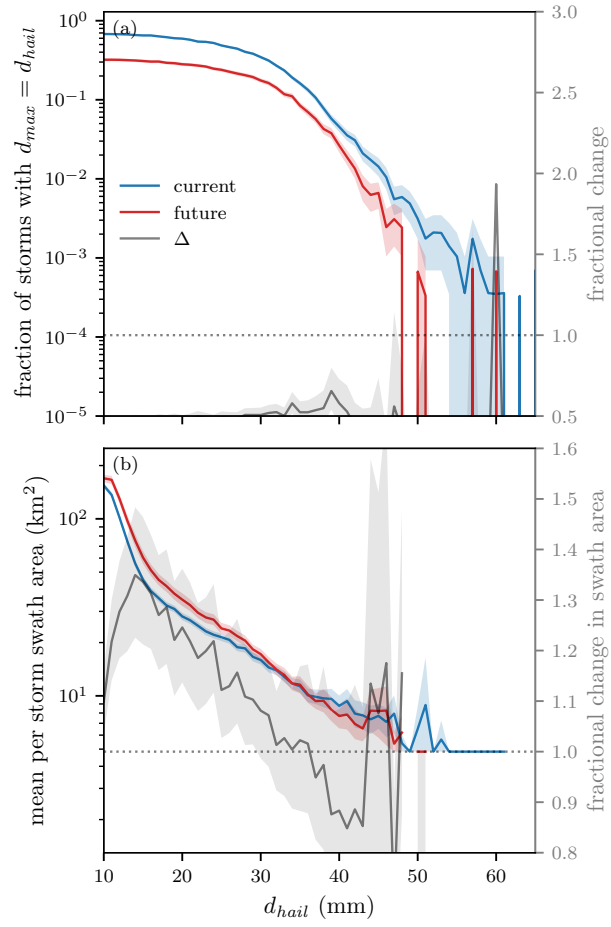 (a)
fraction of storms with d_max = d_hail
10^0
10^-1
10^-2
10^-3
10^-4
10^-5
current
future
Δ
3.0
2.5
2.0
1.5
1.0
0.5
fractional change
(b)
mean per storm swath area (km²)
10^2
10^1
1.6
1.5
1.4
1.3
1.2
1.1
1.0
0.9
0.8
fractional change in swath area
10 20 30 40 50 60
d_hail (mm)